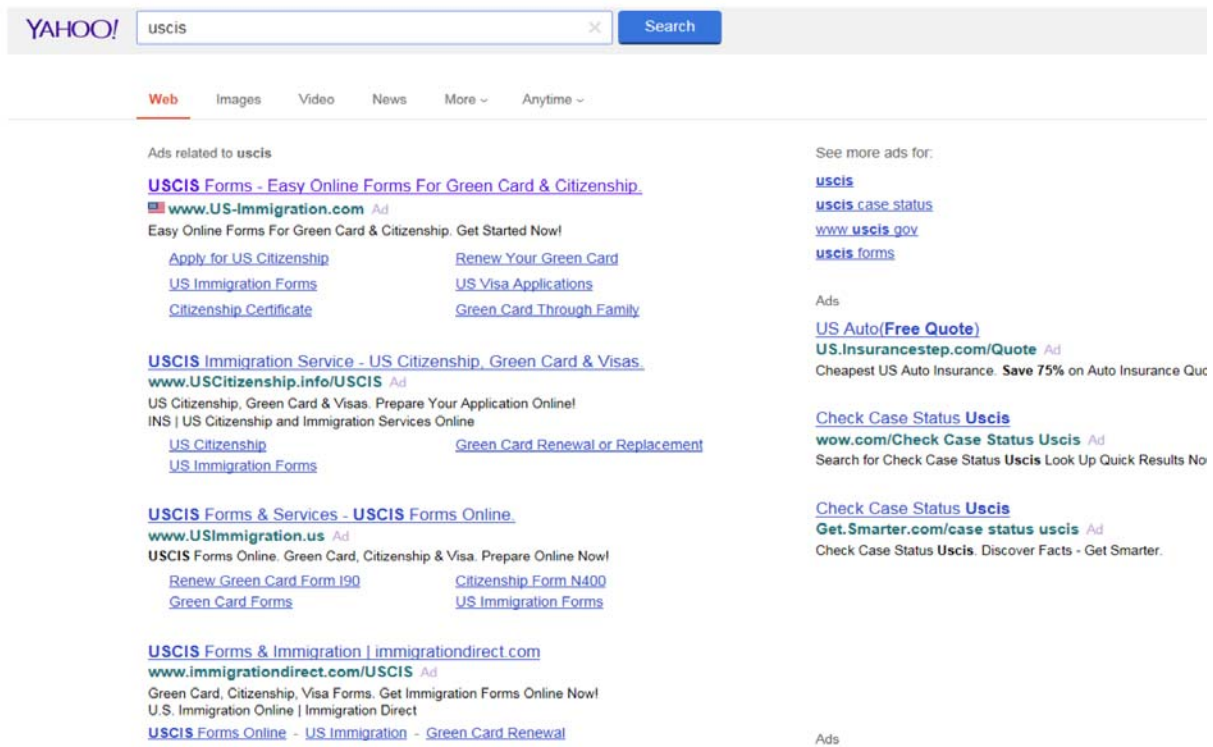 YAHOO!
uscis
Search
Web Images Video News More Anytime
Ads related to uscis
USCIS Forms - Easy Online Forms For Green Card & Citizenship.
www.US-Immigration.com Ad
Easy Online Forms For Green Card & Citizenship. Get Started Now!
Apply for US Citizenship Renew Your Green Card
US Immigration Forms US Visa Applications
Citizenship Certificate Green Card Through Family
USCIS Immigration Service - US Citizenship, Green Card & Visas.
www.USCitizenship.info/USCIS Ad
US Citizenship, Green Card & Visas. Prepare Your Application Online!
INS | US Citizenship and Immigration Services Online
US Citizenship Green Card Renewal or Replacement
US Immigration Forms
USCIS Forms & Services - USCIS Forms Online.
www.USImmigration.us Ad
USCIS Forms Online. Green Card, Citizenship & Visa. Prepare Online Now!
Renew Green Card Form I90 Citizenship Form N400
Green Card Forms US Immigration Forms
USCIS Forms & Immigration | immigrationdirect.com
www.immigrationdirect.com/USCIS Ad
Green Card, Citizenship, Visa Forms. Get Immigration Forms Online Now!
U.S. Immigration Online | Immigration Direct
USCIS Forms Online - US Immigration - Green Card Renewal
See more ads for:
uscis
uscis case status
www uscis gov
uscis forms
Ads
US Auto(Free Quote)
US.Insurancestep.com/Quote Ad
Cheapest US Auto Insurance. Save 75% on Auto Insurance Quo
Check Case Status Uscis
wow.com/Check Case Status Uscis Ad
Search for Check Case Status Uscis Look Up Quick Results No
Check Case Status Uscis
Get.Smarter.com/case status uscis Ad
Check Case Status Uscis. Discover Facts - Get Smarter.
Ads